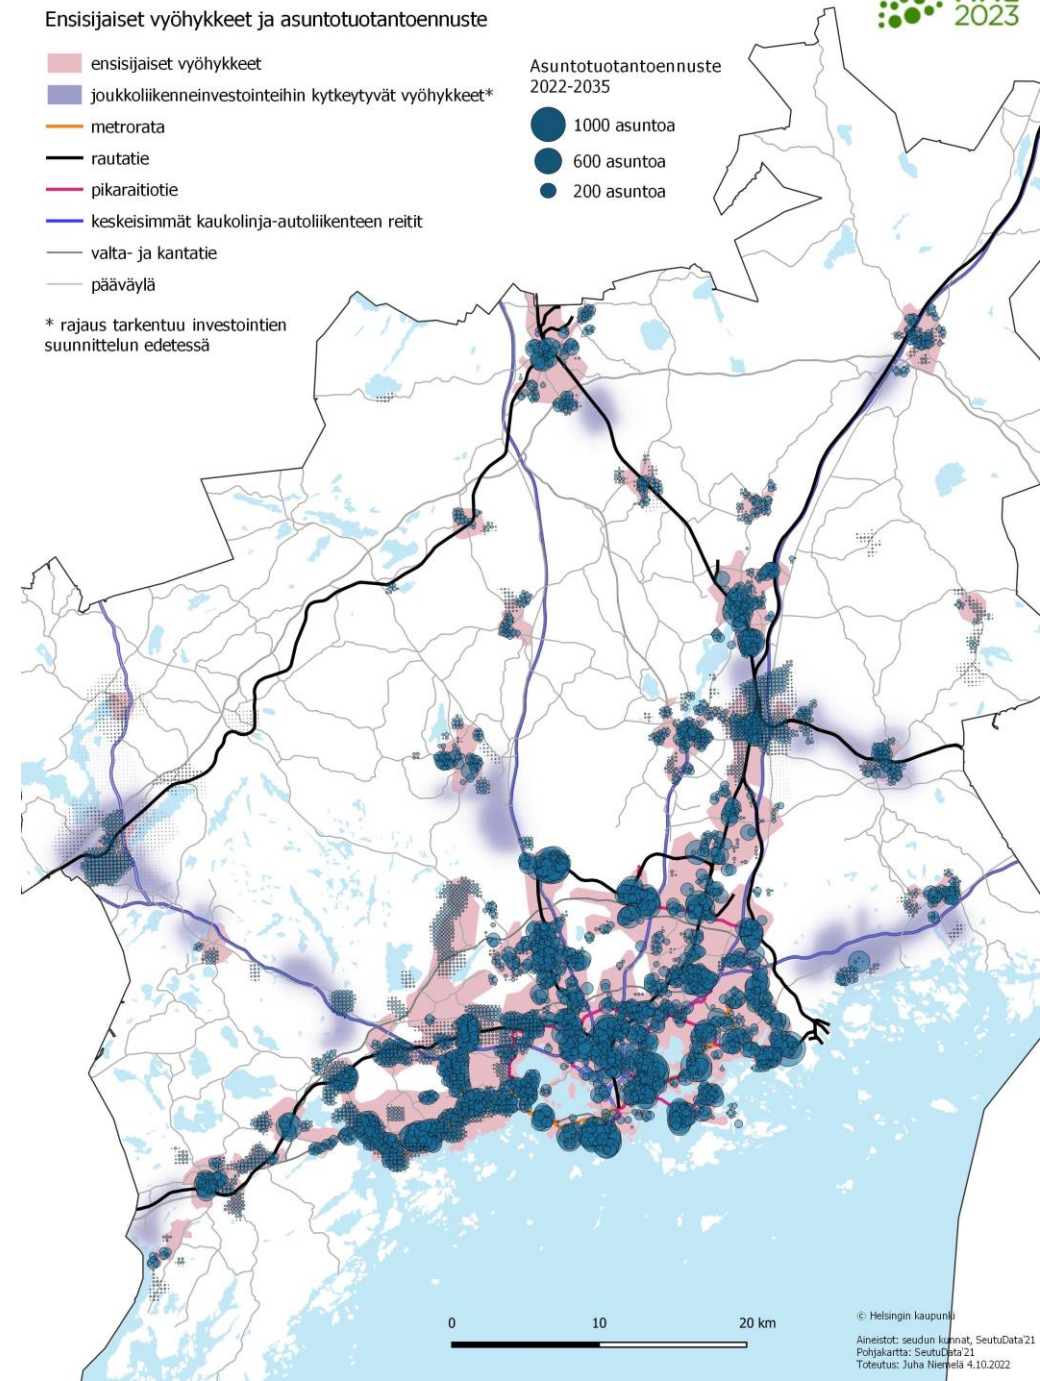 Ensisijaiset vyöhykkeet ja asuntotuotantoennuste
2023
ensisijaiset vyöhykkeet
joukkoliikenneinvestointeihin kytkeytyvät vyöhykkeet*
metrorata
rautatie
pikaraitiotie
keskeisimmät kaukolinja-autoliikenteen reitit
valta- ja kantatie
pääväylä
* rajaus tarkentuu investointien
suunnittelun edetessä
Asuntotuotantoennuste
2022-2035
1000 asuntoa
600 asuntoa
200 asuntoa
0 10 20 km
© Helsingin kaupunki
Aineistot: seudun kunnat, SeutuData'21
Pohjakartta: SeutuData'21
Toteutus: Juha Niemelä 4.10.2022